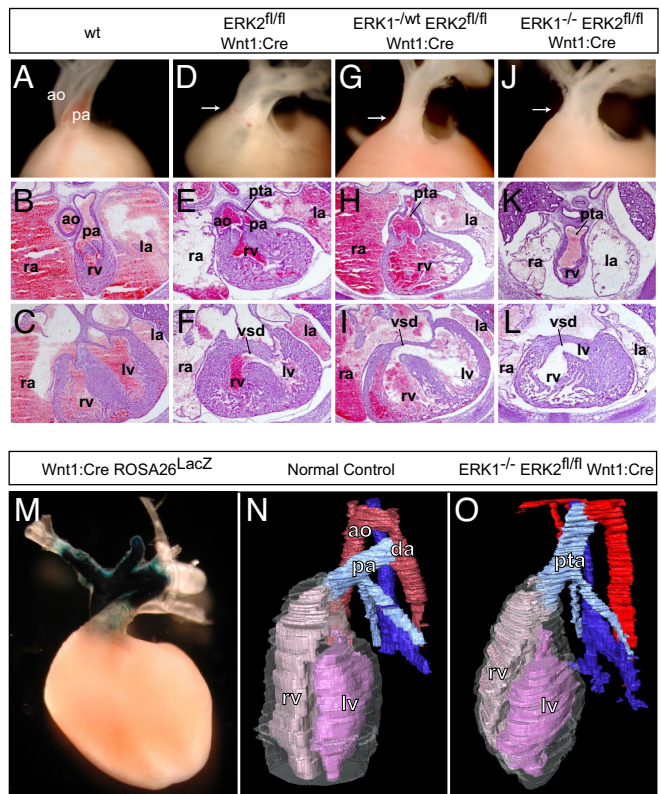 wt
ERK2fl/fl
Wnt1:Cre
ERK1-/wt ERK2fl/fl
Wnt1:Cre
ERK1-/- ERK2fl/fl
Wnt1:Cre
A
ao
pa
D
G
J
B
ao
pa
ra
rv
la
E
pta
ao
pa
la
ra
rv
H
pta
la
ra
rv
K
pta
ra
la
rv
C
la
ra
lv
rv
F
vsd
la
ra
lv
rv
I
vsd
la
ra
lv
rv
L
vsd
la
lv
ra
rv
Wnt1:Cre ROSA26LacZ
Normal Control
ERK1-/- ERK2fl/fl Wnt1:Cre
M
N
ao
da
pa
rv
lv
O
pta
rv
lv